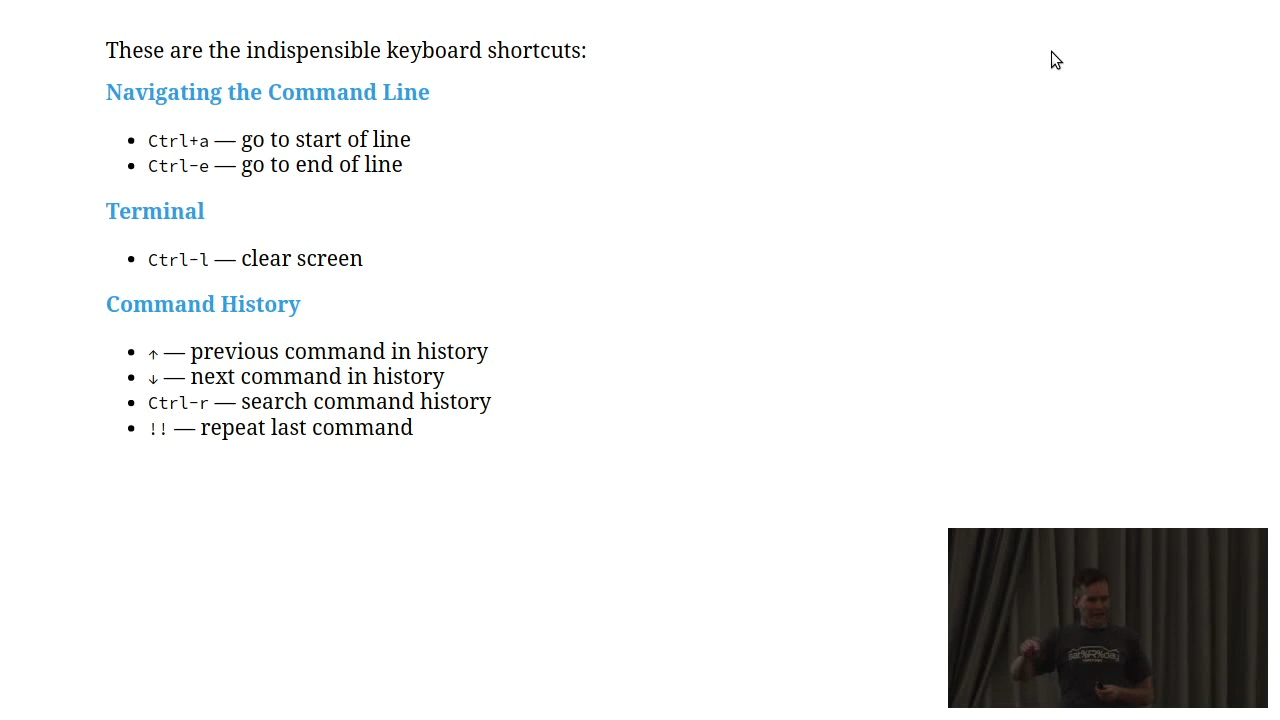 These are the indispensible keyboard shortcuts:
Navigating the Command Line
• Ctrl+a — go to start of line
• Ctrl-e — go to end of line
Terminal
• Ctrl-l — clear screen
Command History
• ↑ — previous command in history
• ↓ — next command in history
• Ctrl-r — search command history
• !! — repeat last command